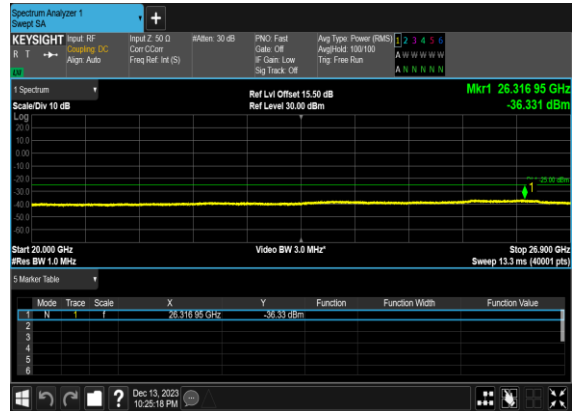 Spectrum Analyzer 1
Swept SA
+
KEYSIGHT Input: RF Input Z: 50 Ω #Atten: 30 dB PNO: Fast Avg Type: Power (RMS) 1 2 3 4 5 6
R T Coupling: DC Corr CCorr Gate: Off Avg|Hold: 100/100 A W W W W W
Align: Auto Freq Ref: Int (S) IF Gain: Low Trig: Free Run
Sig Track: Off A N N N N N
1 Spectrum
Ref Lvl Offset 15.50 dB Mkr1 26.316 95 GHz
Scale/Div 10 dB Ref Level 30.00 dBm -36.331 dBm
Log
20.0
10.0
0.00
-10.0
-20.0
-25.00 dBm
1
-30.0
-40.0
-50.0
-60.0
Start 20.000 GHz Video BW 3.0 MHz* Stop 26.900 GHz
#Res BW 1.0 MHz Sweep 13.3 ms (40001 pts)
5 Marker Table
Mode Trace Scale X Y Function Function Width Function Value
1 N 1 f 26.316 95 GHz -36.33 dBm
2
3
4
5
6
? Dec 13, 2023
10:25:18 PM